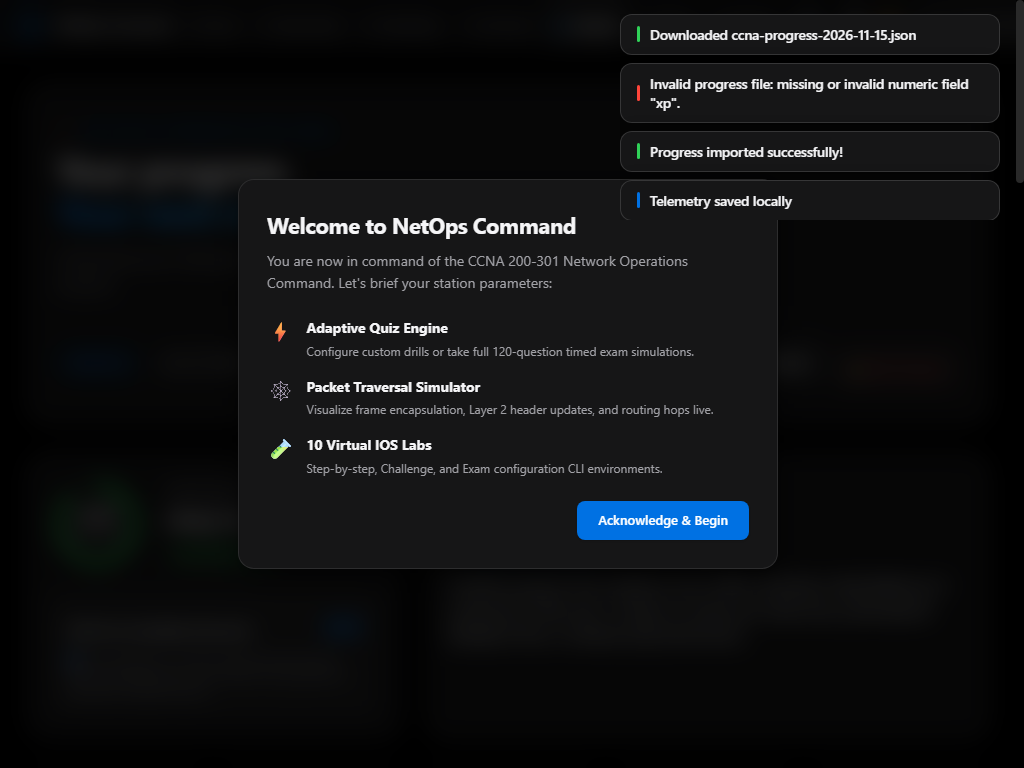 Downloaded ccna-progress-2026-11-15.json
Invalid progress file: missing or invalid numeric field
"xp".
Progress imported successfully!
Telemetry saved locally
Welcome to NetOps Command
You are now in command of the CCNA 200-301 Network Operations
Command. Let's brief your station parameters:
Adaptive Quiz Engine
Configure custom drills or take full 120-question timed exam simulations.
Packet Traversal Simulator
Visualize frame encapsulation, Layer 2 header updates, and routing hops live.
10 Virtual IOS Labs
Step-by-step, Challenge, and Exam configuration CLI environments.
Acknowledge & Begin